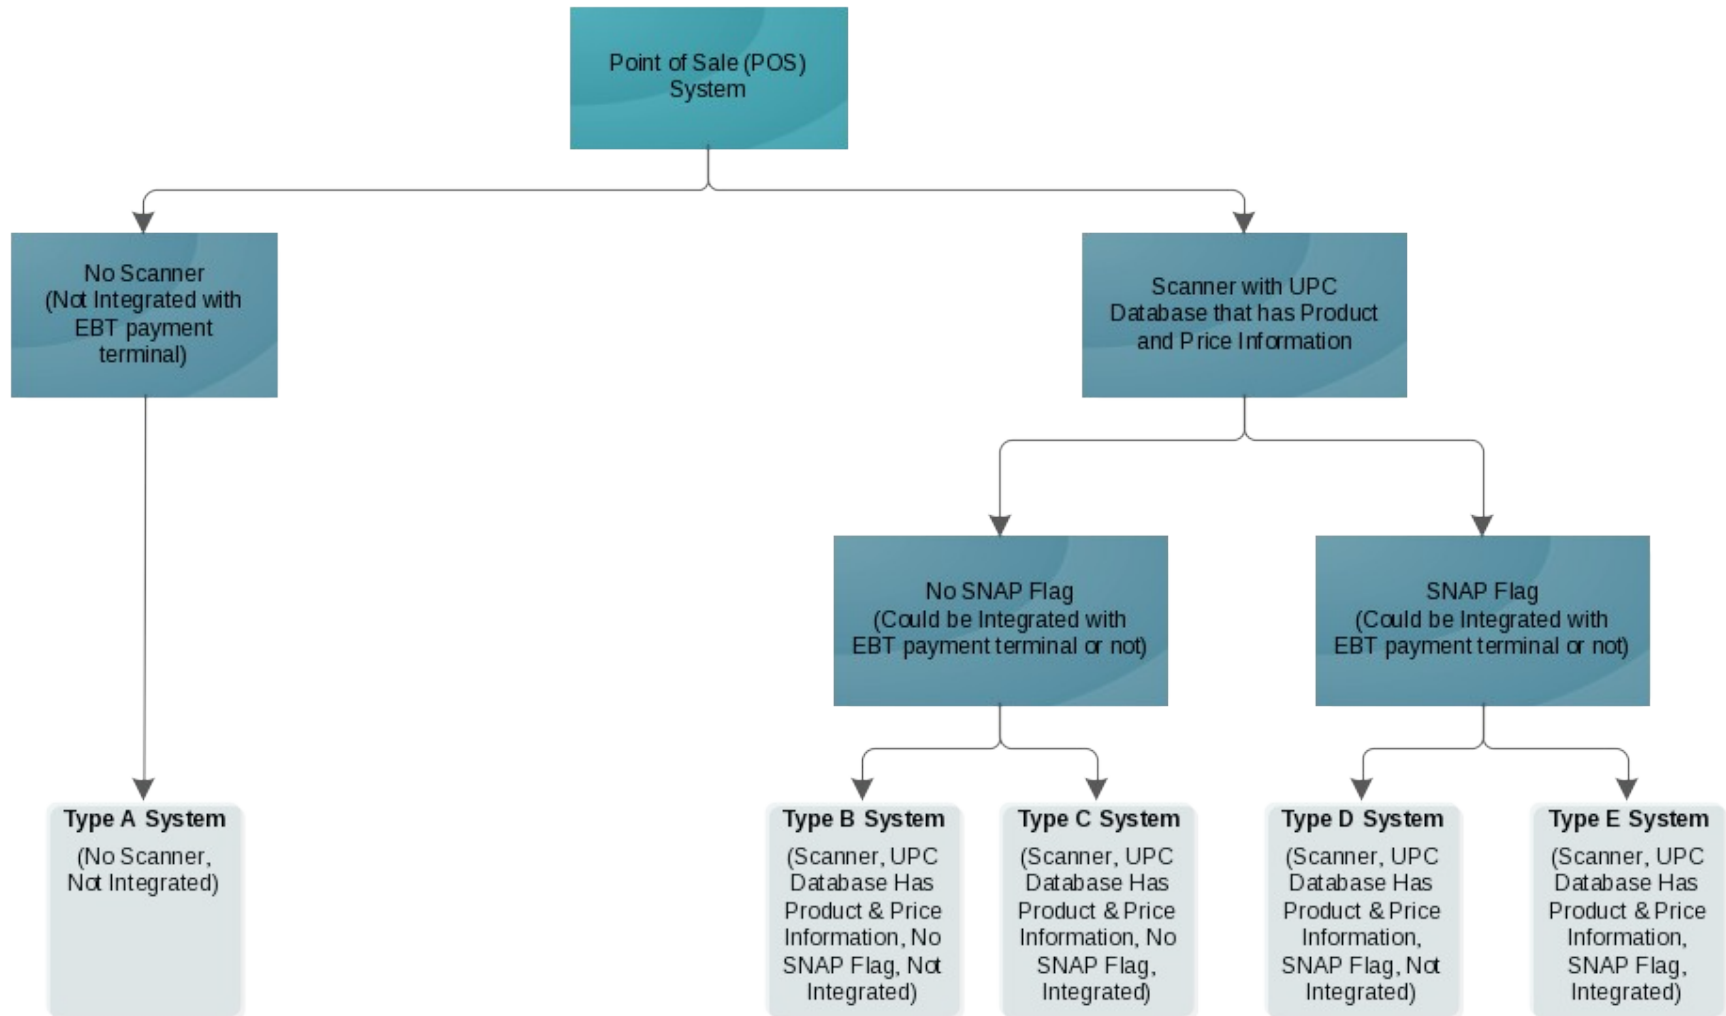 Point of Sale (POS)
System
No Scanner
(Not Integrated with
EBT payment
terminal)
Scanner with UPC
Database that has Product
and Price Information
No SNAP Flag
(Could be Integrated with
EBT payment terminal or not)
SNAP Flag
(Could be Integrated with
EBT payment terminal or not)
Type A System
(No Scanner,
Not Integrated)
Type B System
(Scanner, UPC
Database Has
Product & Price
Information, No
SNAP Flag, Not
Integrated)
Type C System
(Scanner, UPC
Database Has
Product & Price
Information, No
SNAP Flag,
Integrated)
Type D System
(Scanner, UPC
Database Has
Product & Price
Information,
SNAP Flag, Not
Integrated)
Type E System
(Scanner, UPC
Database Has
Product & Price
Information,
SNAP Flag,
Integrated)